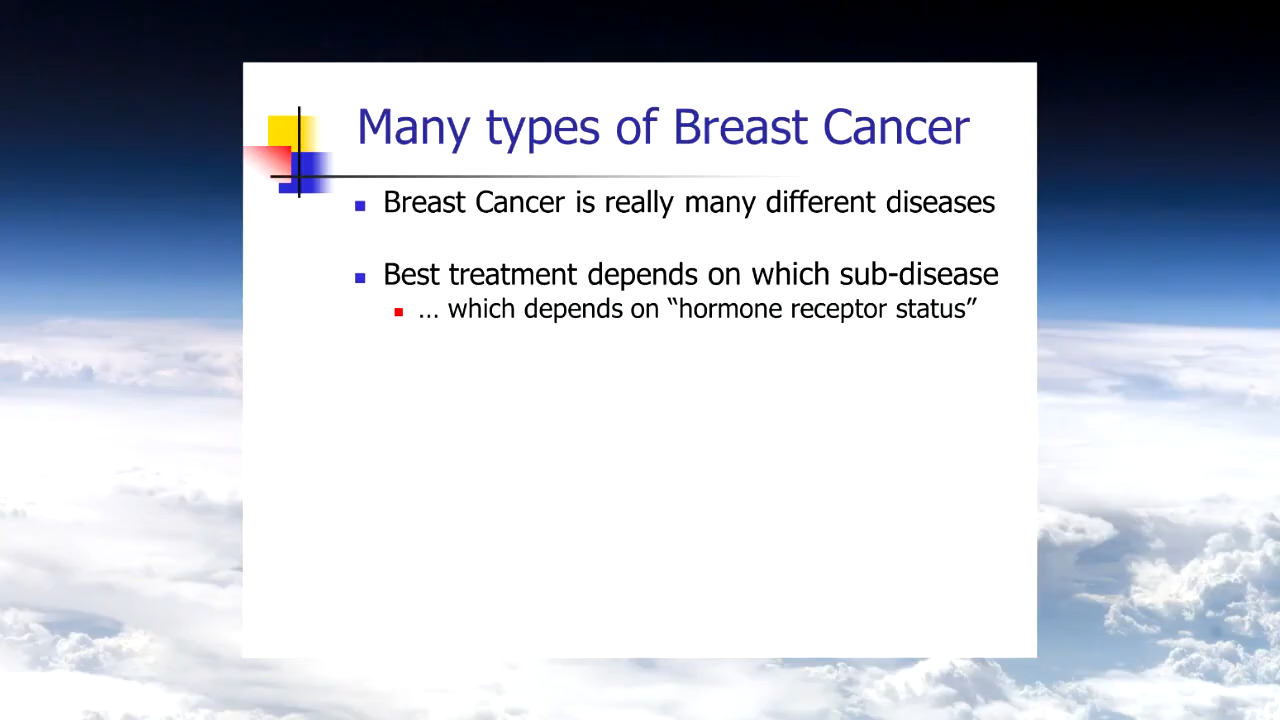 Many types of Breast Cancer
Breast Cancer is really many different diseases
Best treatment depends on which sub-disease
… which depends on “hormone receptor status”